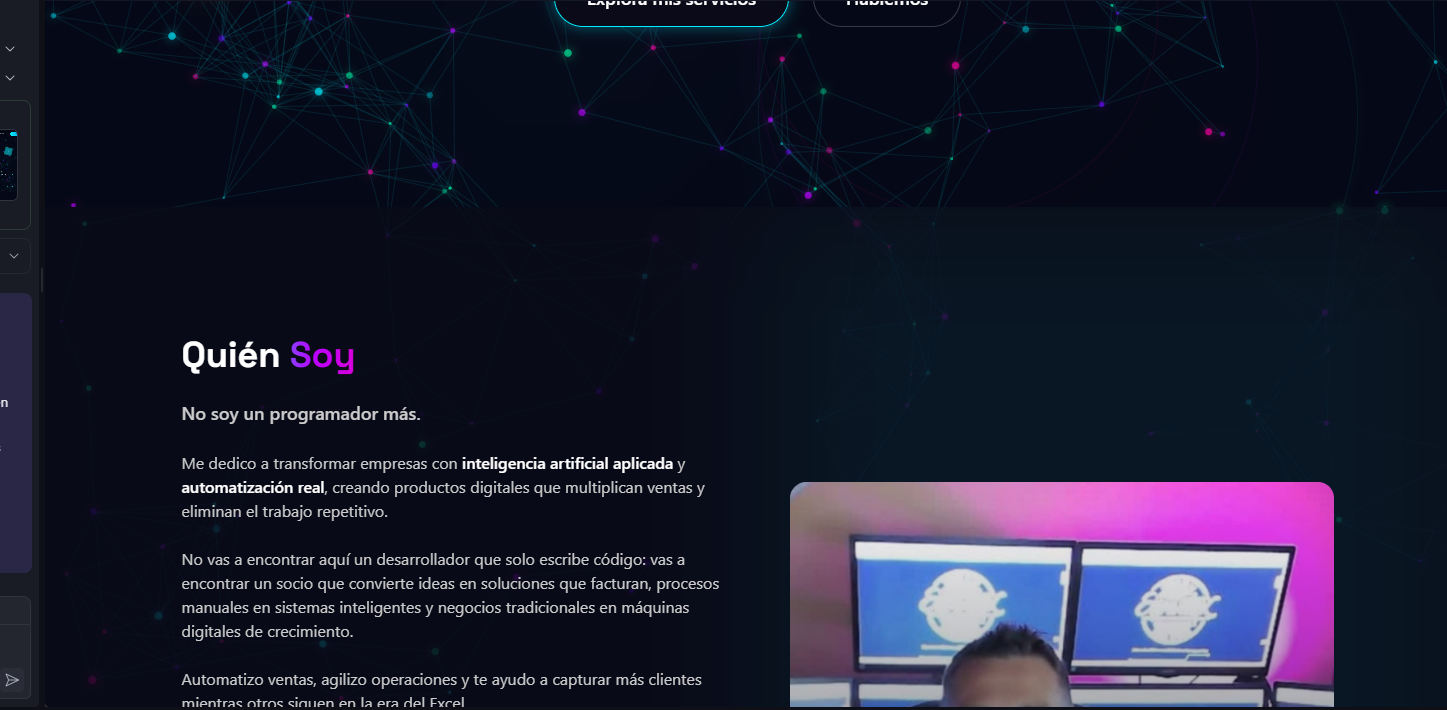 Explora mis servicios
Hablemos
Quién Soy
No soy un programador más.
Me dedico a transformar empresas con inteligencia artificial aplicada y
automatización real, creando productos digitales que multiplican ventas y
eliminan el trabajo repetitivo.
No vas a encontrar aquí un desarrollador que solo escribe código: vas a
encontrar un socio que convierte ideas en soluciones que facturan, procesos
manuales en sistemas inteligentes y negocios tradicionales en máquinas
digitales de crecimiento.
Automatizo ventas, agilizo operaciones y te ayudo a capturar más clientes
mientras otros siguen en la era del Excel